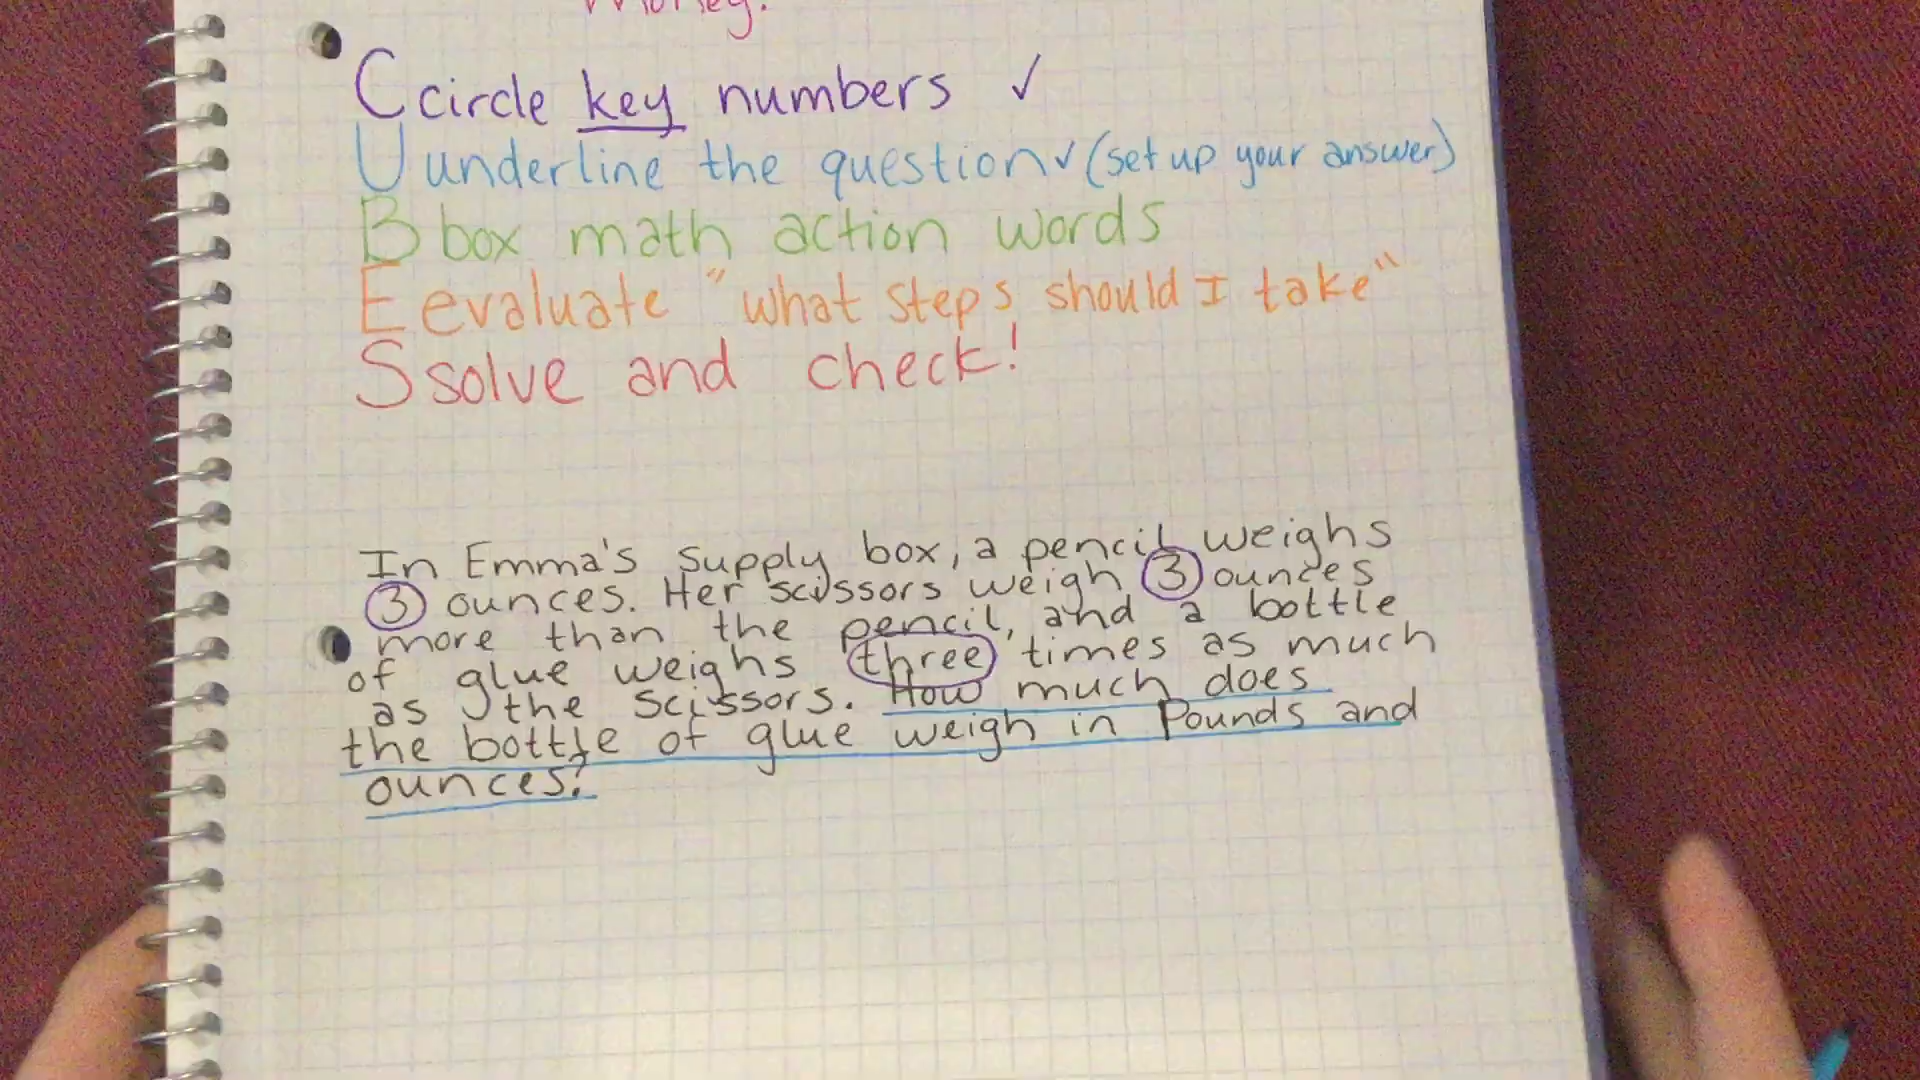 Money.
C circle key numbers ✓
U underline the question ✓ (set up your answer)
B box math action words
E evaluate "what steps should I take"
S solve and check!
In Emma's supply box, a pencil weighs
3 ounces. Her scissors weigh 3 ounces
more than the pencil, and a bottle
of glue weighs three times as much
as the scissors. How much does
the bottle of glue weigh in Pounds and
ounces?